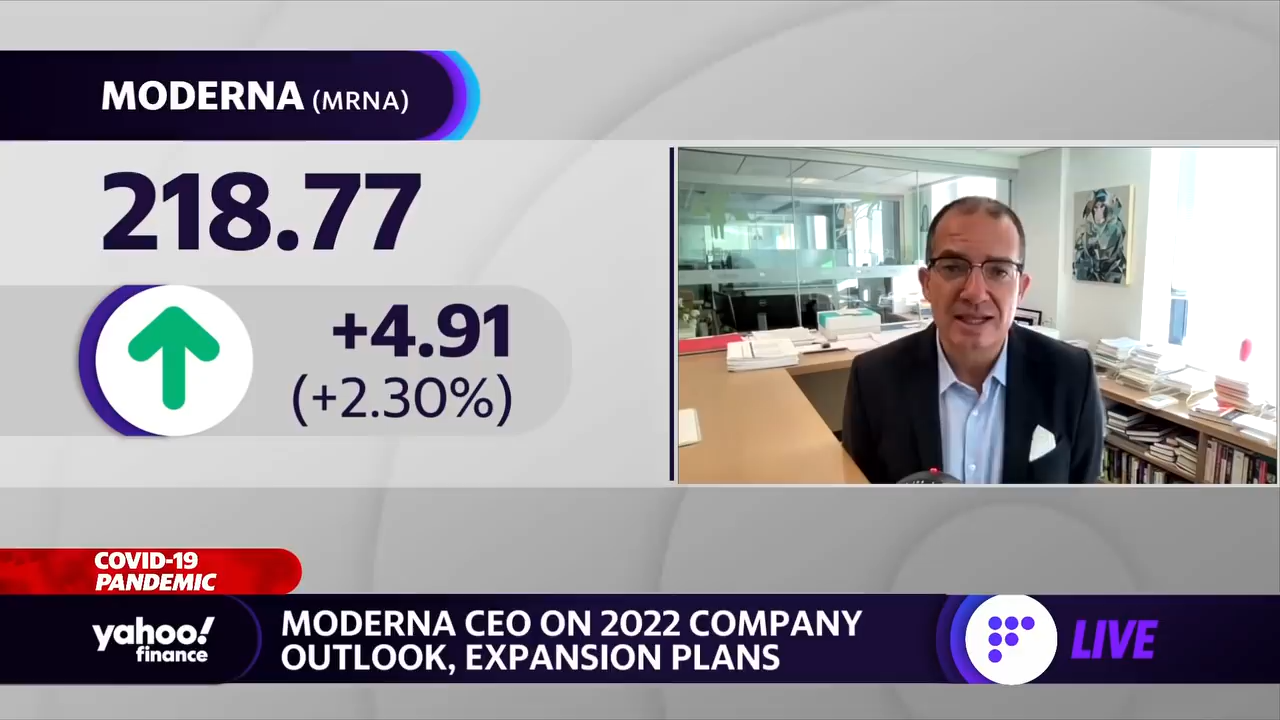 MODERNA (MRNA)
218.77
+4.91
(+2.30%)
COVID-19
PANDEMIC
yahoo!
finance
MODERNA CEO ON 2022 COMPANY
OUTLOOK, EXPANSION PLANS
LIVE